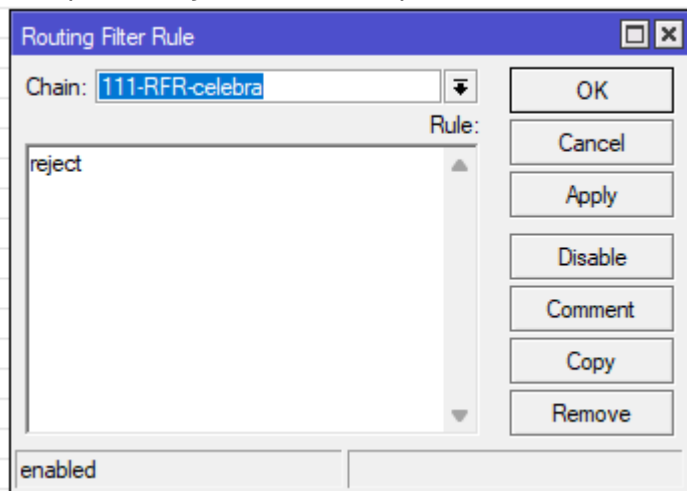 Routing Filter Rule
Chain: 111-RFR-celebra
OK
Rule:
Cancel
reject
Apply
Disable
Comment
Copy
Remove
enabled